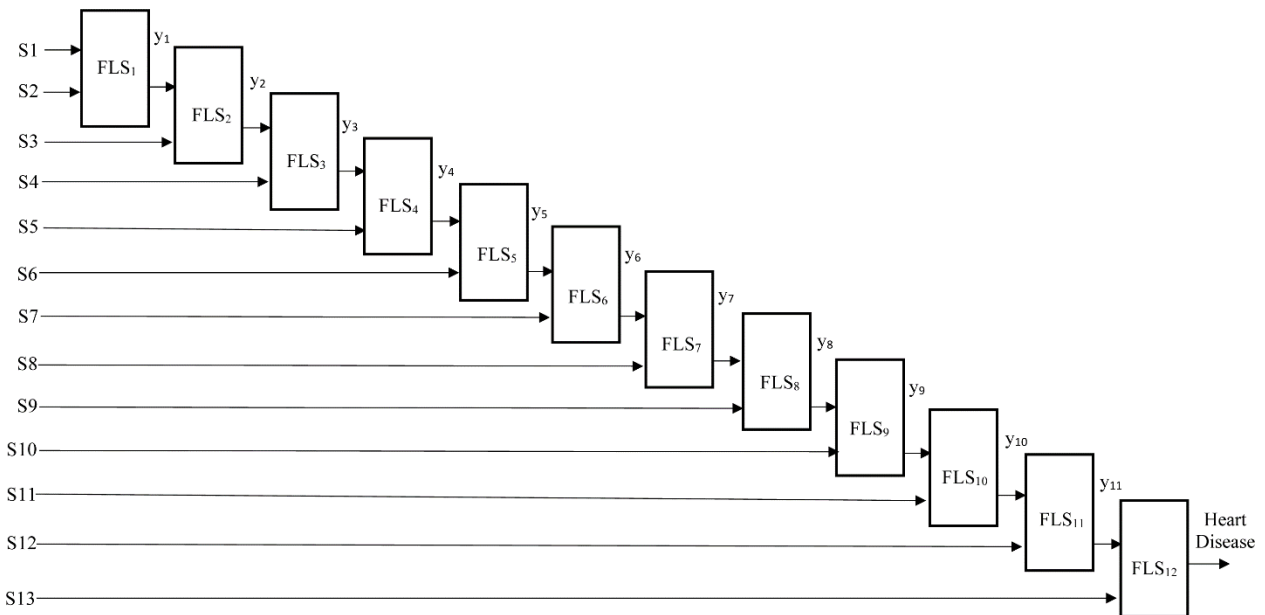 S1
S2
S3
S4
S5
S6
S7
S8
S9
S10
S11
S12
S13
FLS₁
y₁
FLS₂
y₂
FLS₃
y₃
FLS₄
y₄
FLS₅
y₅
FLS₆
y₆
FLS₇
y₇
FLS₈
y₈
FLS₉
y₉
FLS₁₀
y₁₀
FLS₁₁
y₁₁
FLS₁₂
Heart
Disease